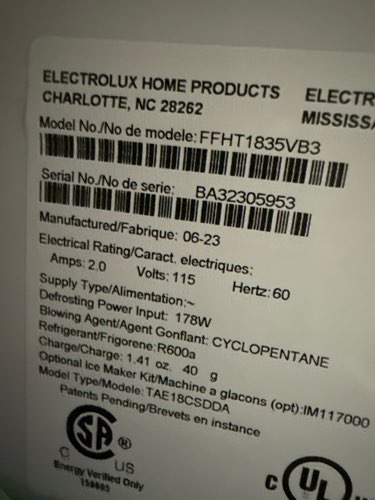 ELECTROLUX HOME PRODUCTS ELECTR
CHARLOTTE, NC 28262 MISSISSA
Model No./No de modele: FFHT1835VB3
Serial No./No de serie: BA32305953
Manufactured/Fabrique: 06-23
Electrical Rating/Caract. electriques:
Amps: 2.0 Volts: 115 Hertz: 60
Supply Type/Alimentation:~
Defrosting Power Input: 178W
Blowing Agent/Agent Gonflant: CYCLOPENTANE
Refrigerant/Frigorene: R600a
Charge/Charge: 1.41 oz. 40 g
Optional Ice Maker Kit/Machine a glacons (opt):IM117000
Model Type/Modele: TAE18CSDDA
Patents Pending/Brevets en instance
SA ®
C US
Energy Verified Only
C UL